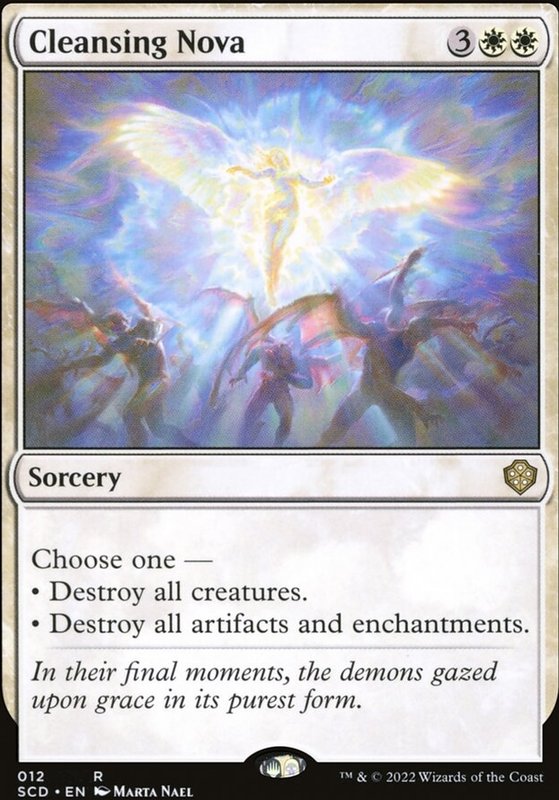 Cleansing Nova 3
Sorcery
Choose one —
• Destroy all creatures.
• Destroy all artifacts and enchantments.
In their final moments, the demons gazed
upon grace in its purest form.
012 R
SCD • EN Marta Nael
™ & © 2022 Wizards of the Coast